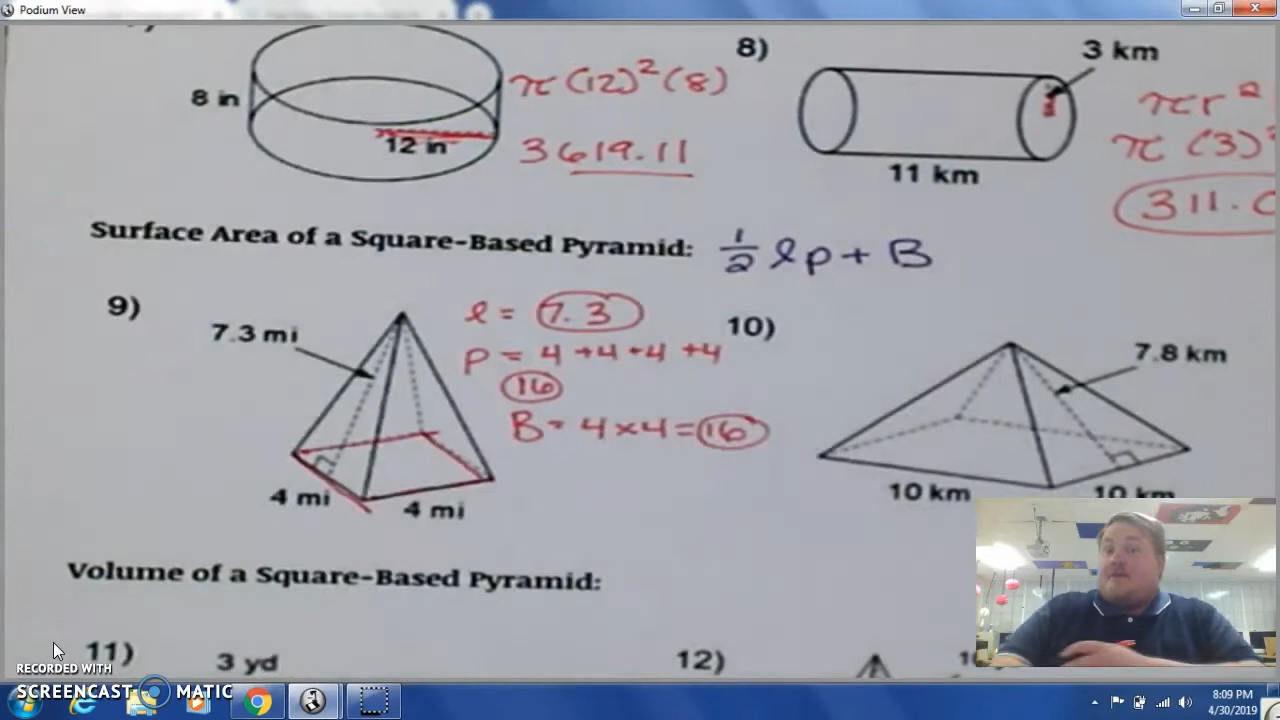 Podium View
8 in
12 in
π(12)²(8)
3619.11
8)
3 km
11 km
πr²
π(3)
311.
Surface Area of a Square-Based Pyramid: ½ lp + B
9)
7.3 mi
4 mi
4 mi
l = 7.3
p = 4+4+4+4
16
B = 4×4=16
10)
7.8 km
10 km
10 km
Volume of a Square-Based Pyramid:
11)
3 yd
12)
RECORDED WITH
SCREENCAST MATIC
8:09 PM
4/30/2019